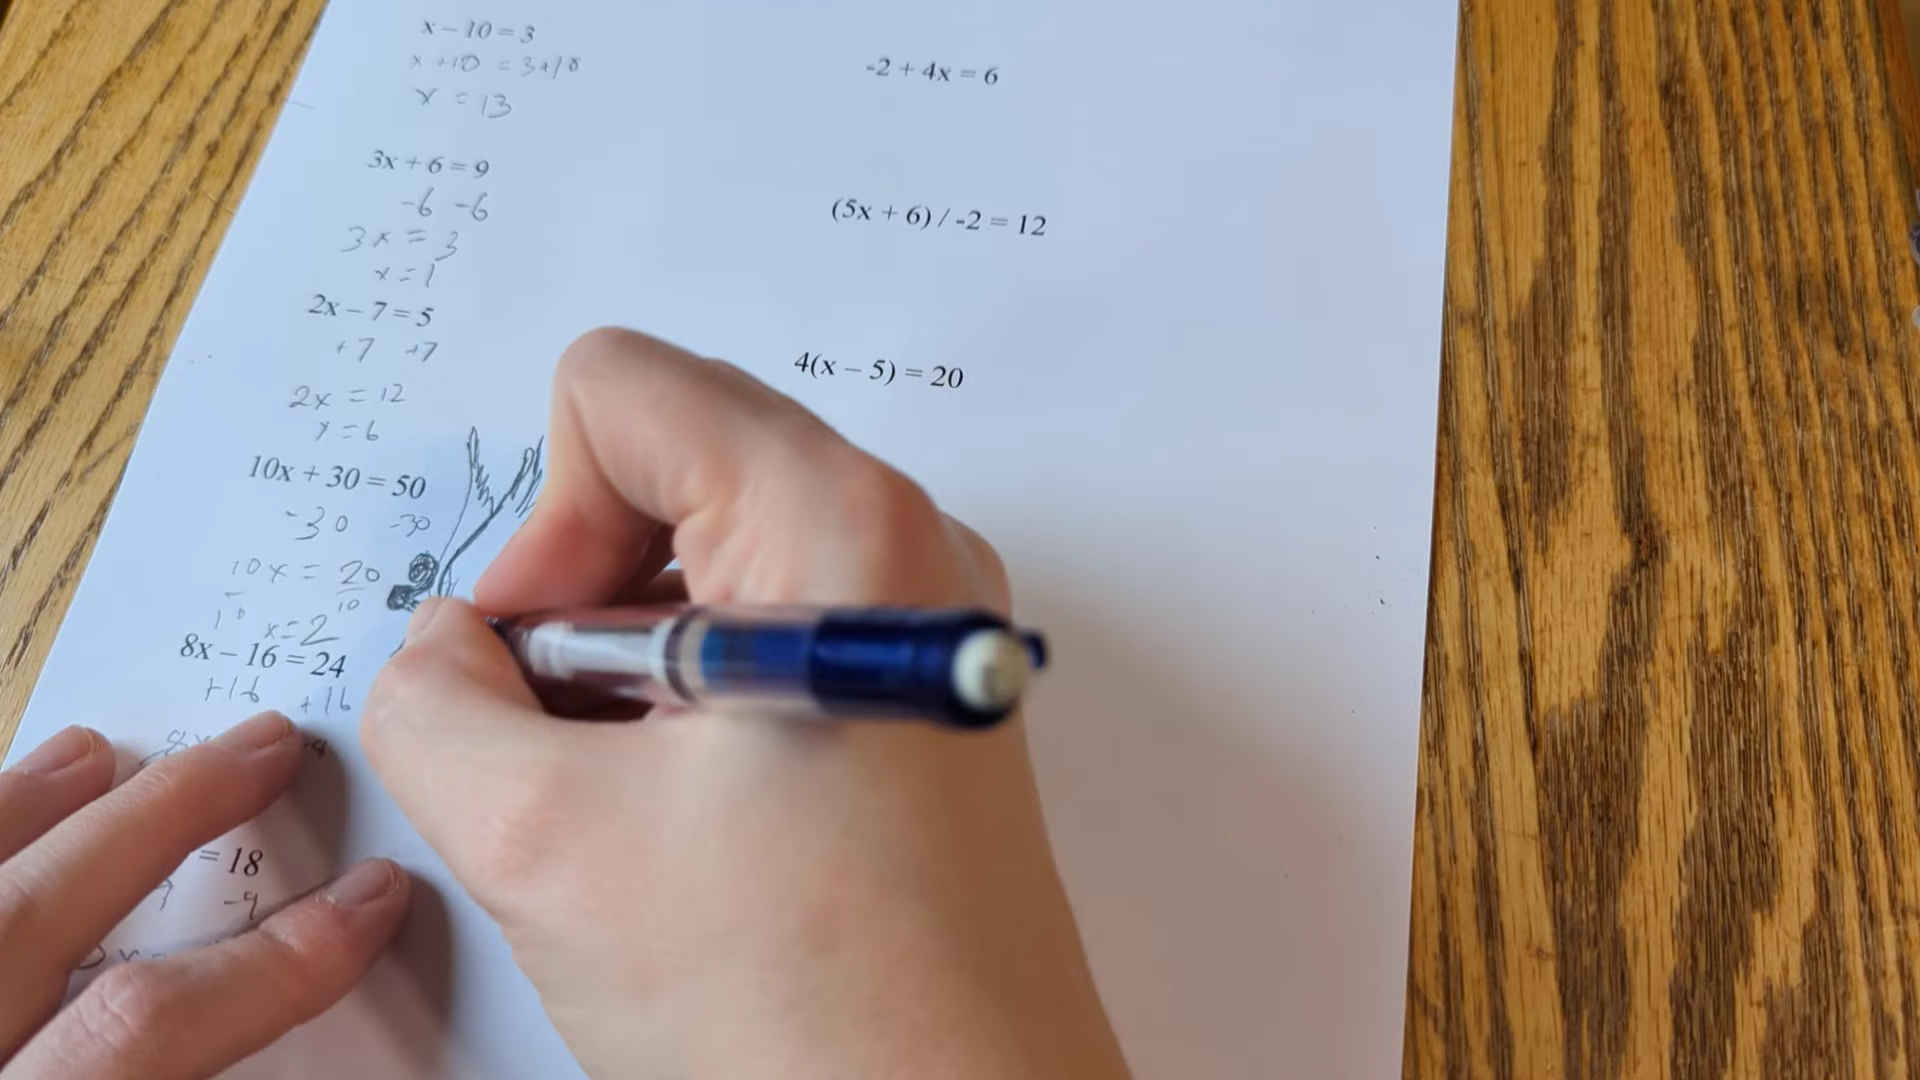 x – 10 = 3
x +10 = 3+10
x = 13
3x + 6 = 9
-6 -6
3x = 3
x = 1
2x – 7 = 5
+7 +7
2x = 12
x = 6
10x + 30 = 50
-30 -30
10x = 20
10 10
x = 2
8x – 16 = 24
+16 +16
8x
= 18
-9
-2 + 4x = 6
(5x + 6) / -2 = 12
4(x – 5) = 20